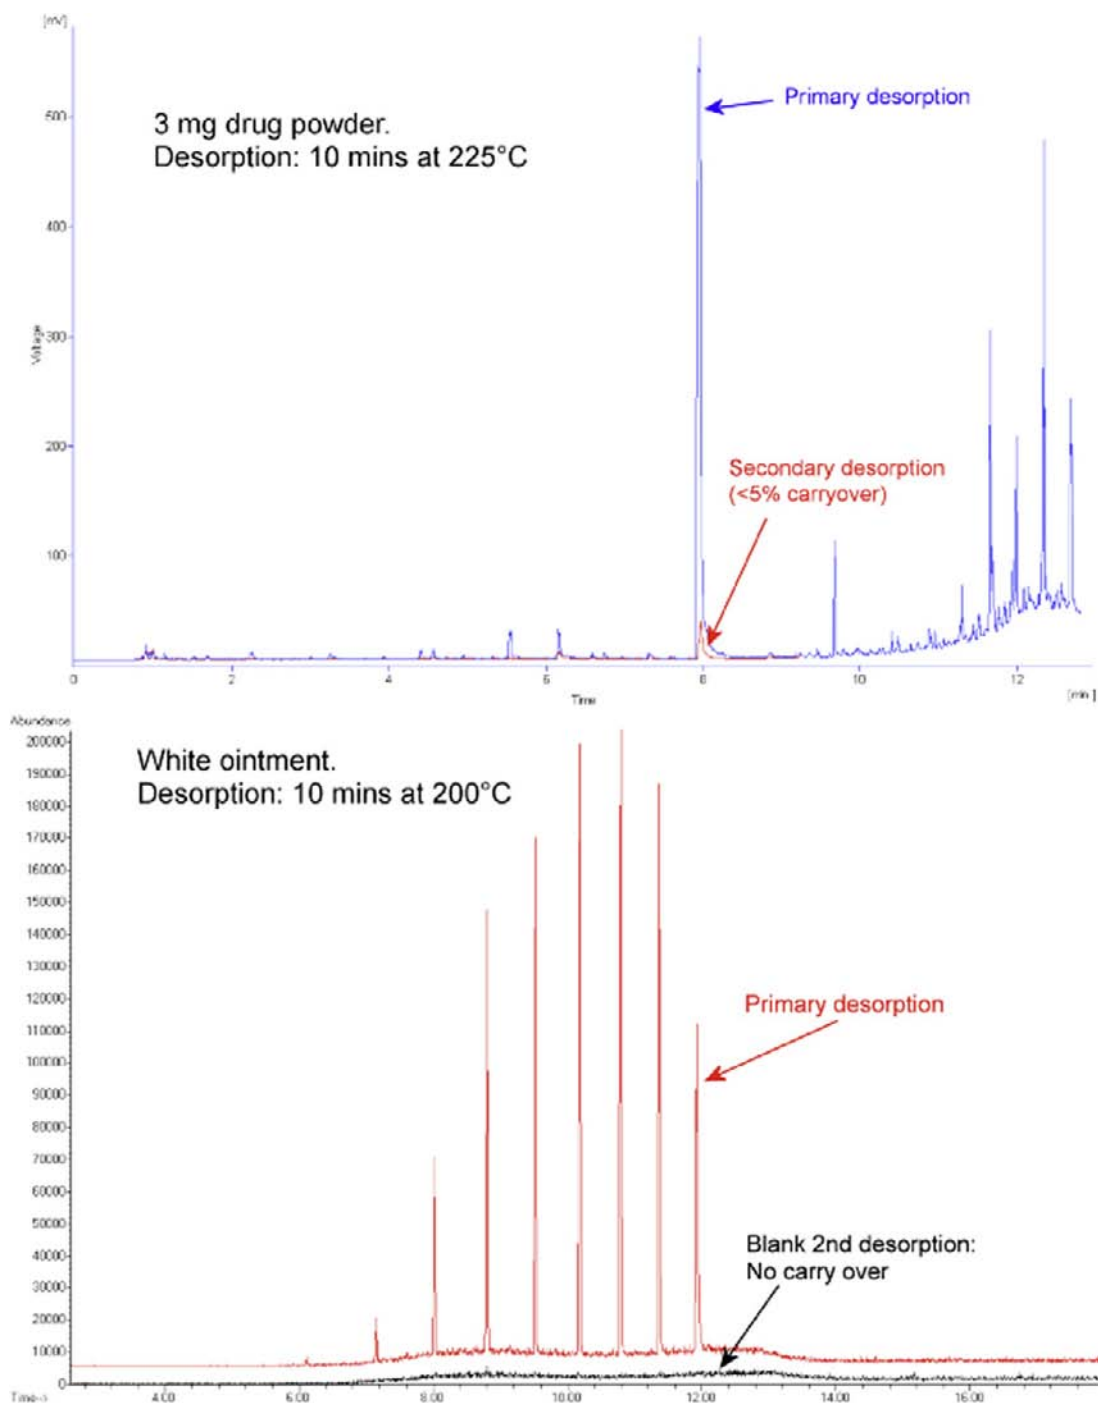 [mV]
500
400
300
200
100
Voltage
3 mg drug powder.
Desorption: 10 mins at 225°C
Primary desorption
Secondary desorption
(<5% carryover)
0 2 4 6 8 10 12
Time
[min.]
Abundance
200000
190000
180000
170000
160000
150000
140000
130000
120000
110000
100000
90000
80000
70000
60000
50000
40000
30000
20000
10000
0
White ointment.
Desorption: 10 mins at 200°C
Primary desorption
Blank 2nd desorption:
No carry over
Time-> 4.00 6.00 8.00 10.00 12.00 14.00 16.00